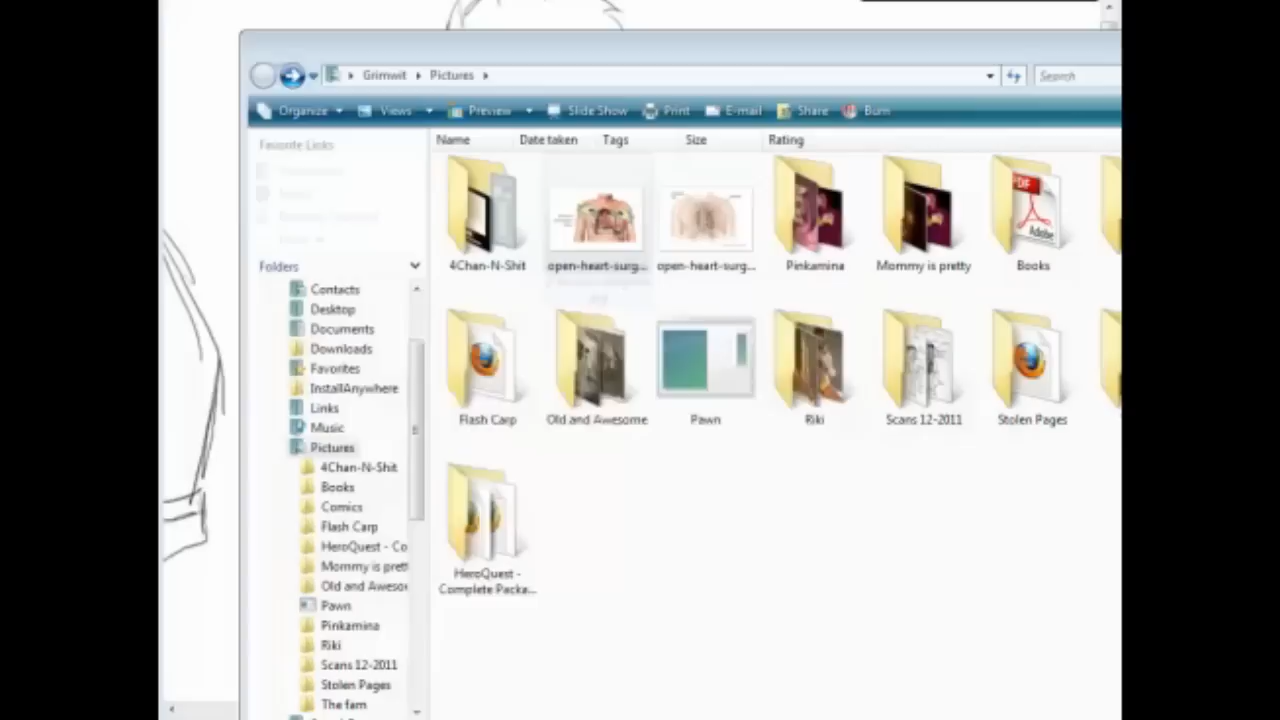 Grimwit Pictures Search
Organize Views Preview Slide Show Print E-mail Share Burn
Favorite Links
Name Date taken Tags Size Rating
4Chan-N-Shit open-heart-surg... open-heart-surg... Pinkamina Mommy is pretty Books
PDF
Adobe
Folders
Contacts
Desktop
Documents
Downloads
Favorites
InstallAnywhere
Links
Music
Pictures
4Chan-N-Shit
Books
Comics
Flash Carp
HeroQuest - Co
Mommy is prett
Old and Aweso
Pawn
Pinkamina
Riki
Scans 12-2011
Stolen Pages
The fam
Flash Carp Old and Awesome Pawn Riki Scans 12-2011 Stolen Pages
HeroQuest -
Complete Packa...